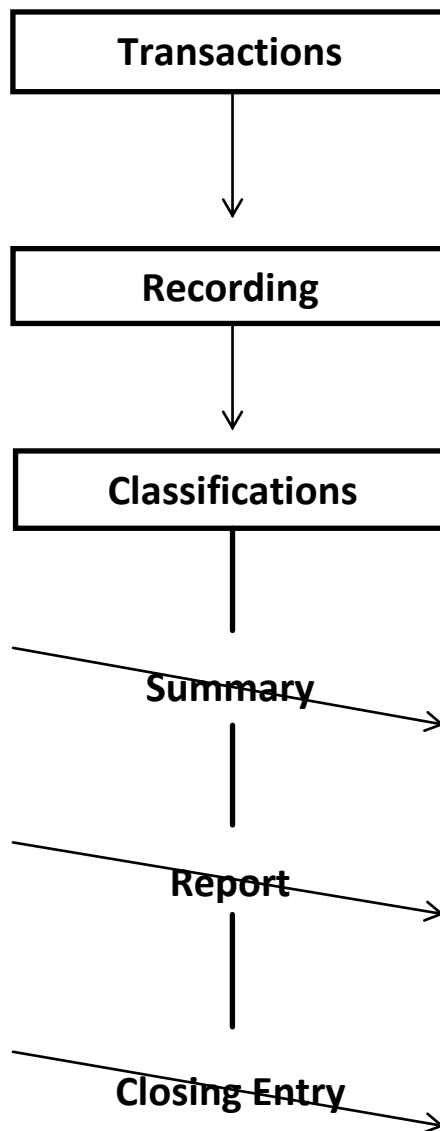 Transactions
Recording
Classifications
Summary
Report
Closing Entry